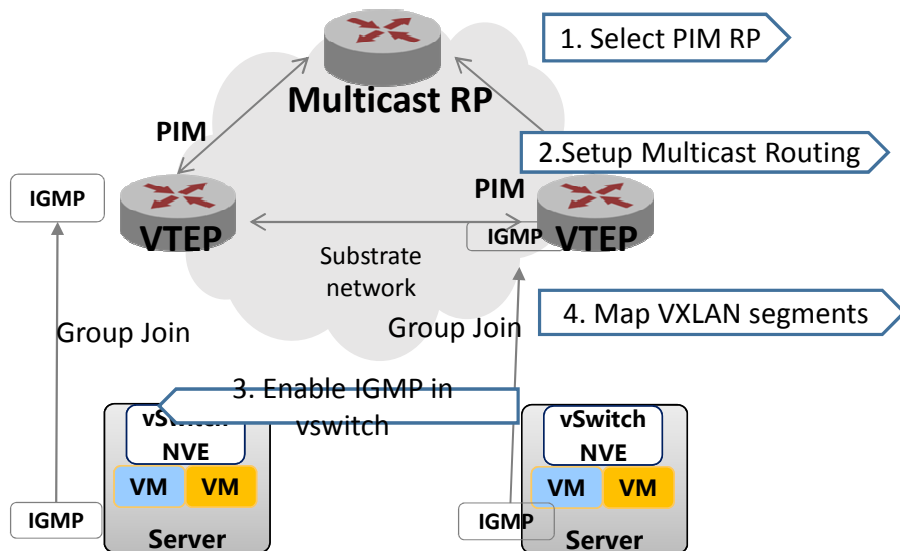 1. Select PIM RP
Multicast RP
PIM
2.Setup Multicast Routing
IGMP
PIM
VTEP
IGMP
VTEP
Substrate
network
Group Join
Group Join
4. Map VXLAN segments
3. Enable IGMP in
vswitch
vSwitch
NVE
vSwitch
NVE
VM
VM
VM
VM
IGMP
Server
IGMP
Server